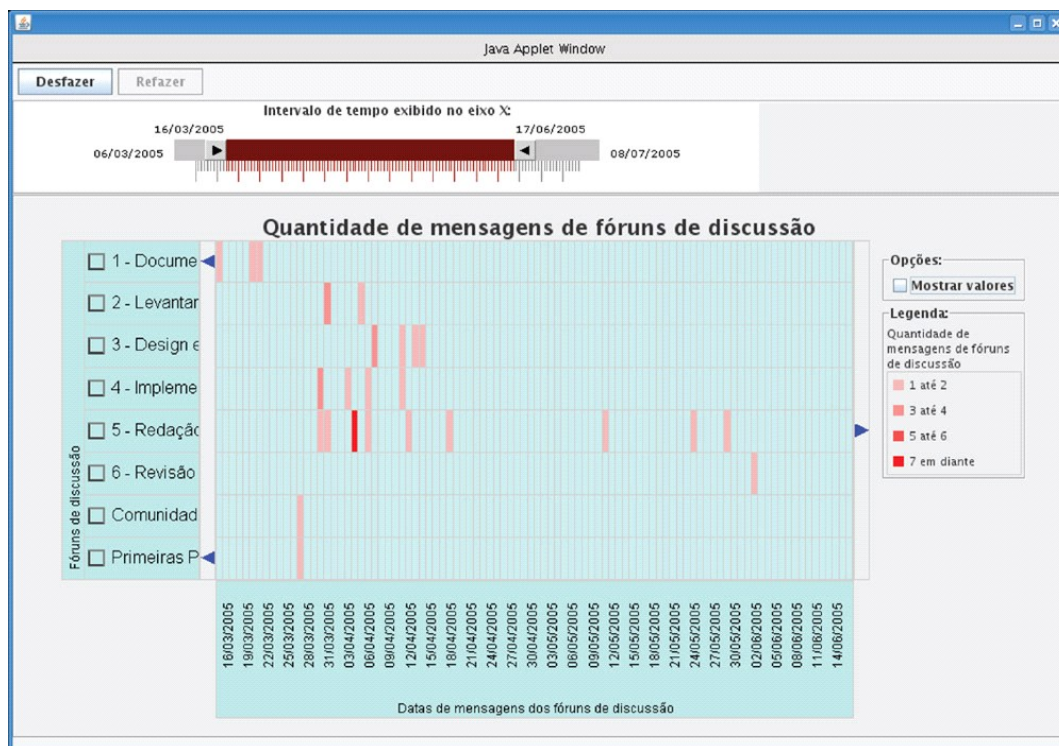 Java Applet Window
Desfazer
Refazer
Intervalo de tempo exibido no eixo X:
16/03/2005
17/06/2005
06/03/2005
08/07/2005
Quantidade de mensagens de fóruns de discussão
Fóruns de discussão
1 - Docume
2 - Levantar
3 - Design e
4 - Impleme
5 - Redação
6 - Revisão
Comunidad
Primeiras P
Opções:
Mostrar valores
Legenda:
Quantidade de
mensagens de fóruns
de discussão
1 até 2
3 até 4
5 até 6
7 em diante
16/03/2005
19/03/2005
22/03/2005
25/03/2005
28/03/2005
31/03/2005
03/04/2005
06/04/2005
09/04/2005
12/04/2005
15/04/2005
18/04/2005
21/04/2005
24/04/2005
27/04/2005
30/04/2005
03/05/2005
06/05/2005
09/05/2005
12/05/2005
15/05/2005
18/05/2005
21/05/2005
24/05/2005
27/05/2005
30/05/2005
02/06/2005
05/06/2005
08/06/2005
11/06/2005
14/06/2005
Datas de mensagens dos fóruns de discussão